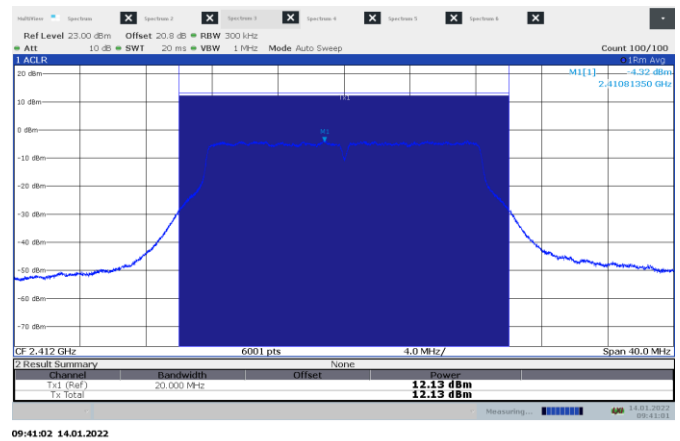 MultiView Spectrum X Spectrum 2 X Spectrum 3 X Spectrum 4 X Spectrum 5 X Spectrum 6 X
Ref Level 23.00 dBm Offset 20.8 dB RBW 300 kHz
Att 10 dB SWT 20 ms VBW 1 MHz Mode Auto Sweep Count 100/100
1 ACLR 1Rm Avg
20 dBm M1[1] -4.32 dBm
2.41081350 GHz
10 dBm Tx1
0 dBm M1
-10 dBm
-20 dBm
-30 dBm
-40 dBm
-50 dBm
-60 dBm
-70 dBm
CF 2.412 GHz 6001 pts 4.0 MHz/ Span 40.0 MHz
2 Result Summary None
Channel Bandwidth Offset Power
Tx1 (Ref) 20.000 MHz 12.13 dBm
Tx Total 12.13 dBm
Measuring... 14.01.2022
09:41:01
09:41:02 14.01.2022